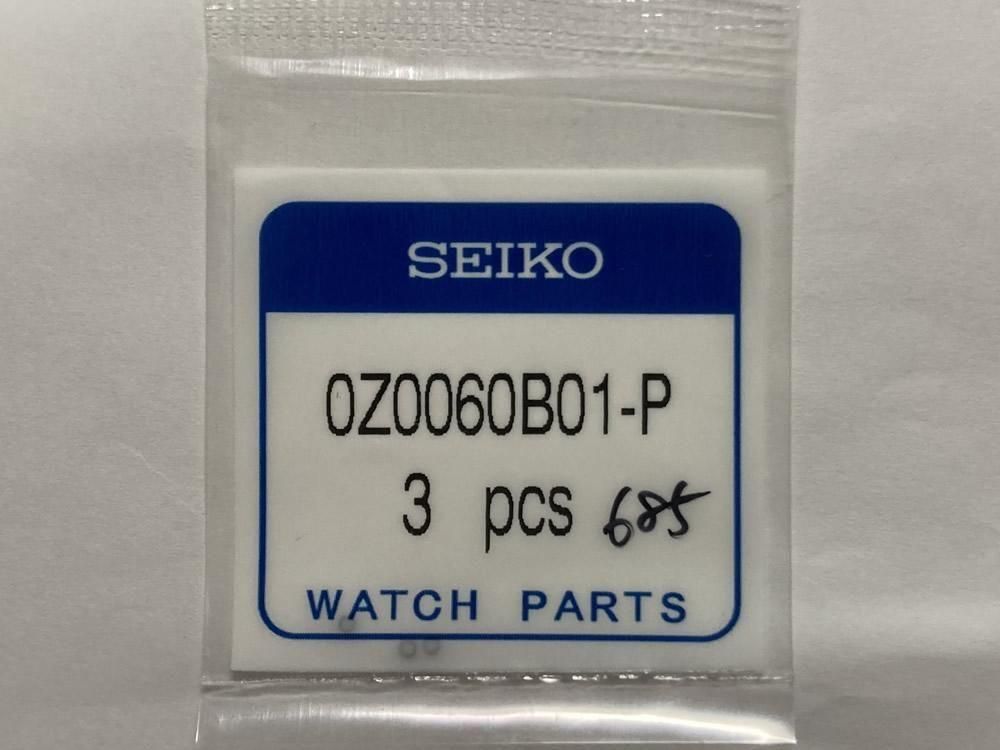 SEIKO
0Z0060B01-P
3 pcs 685
WATCH PARTS